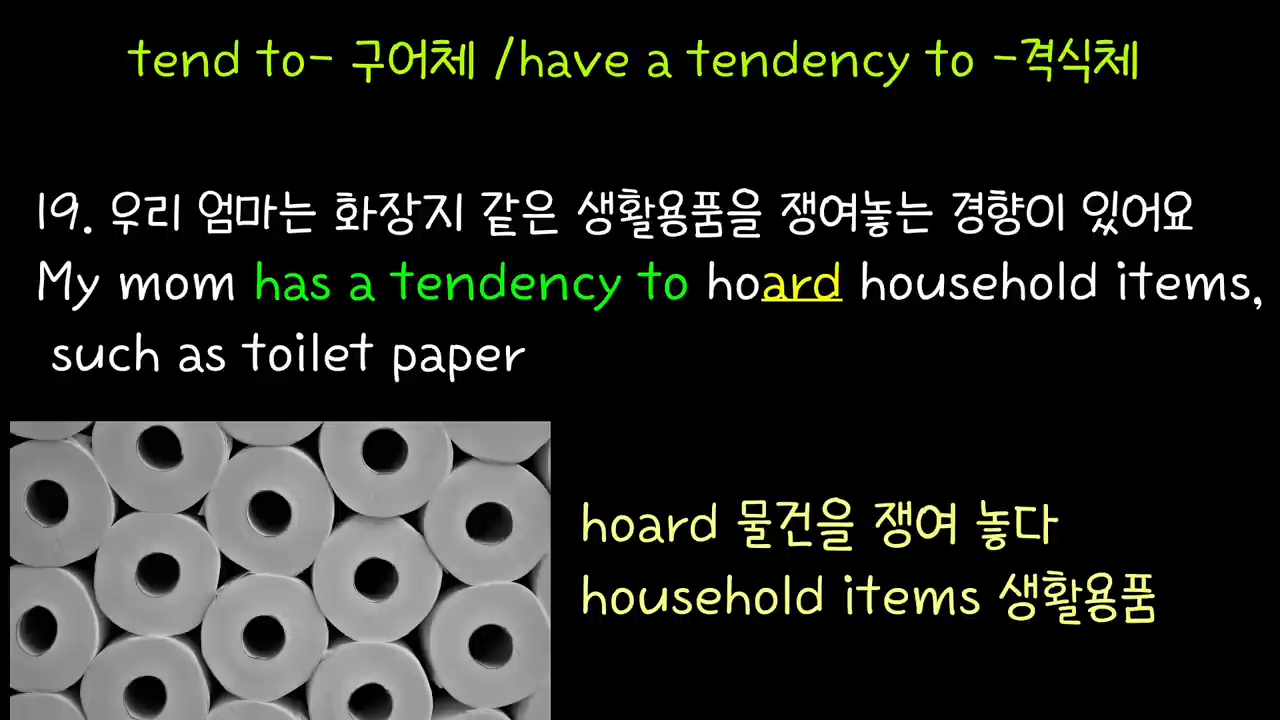 tend to- 구어체 /have a tendency to -격식체
19. 우리 엄마는 화장지 같은 생활용품을 쟁여놓는 경향이 있어요
My mom has a tendency to hoard household items,
such as toilet paper
hoard 물건을 쟁여 놓다
household items 생활용품